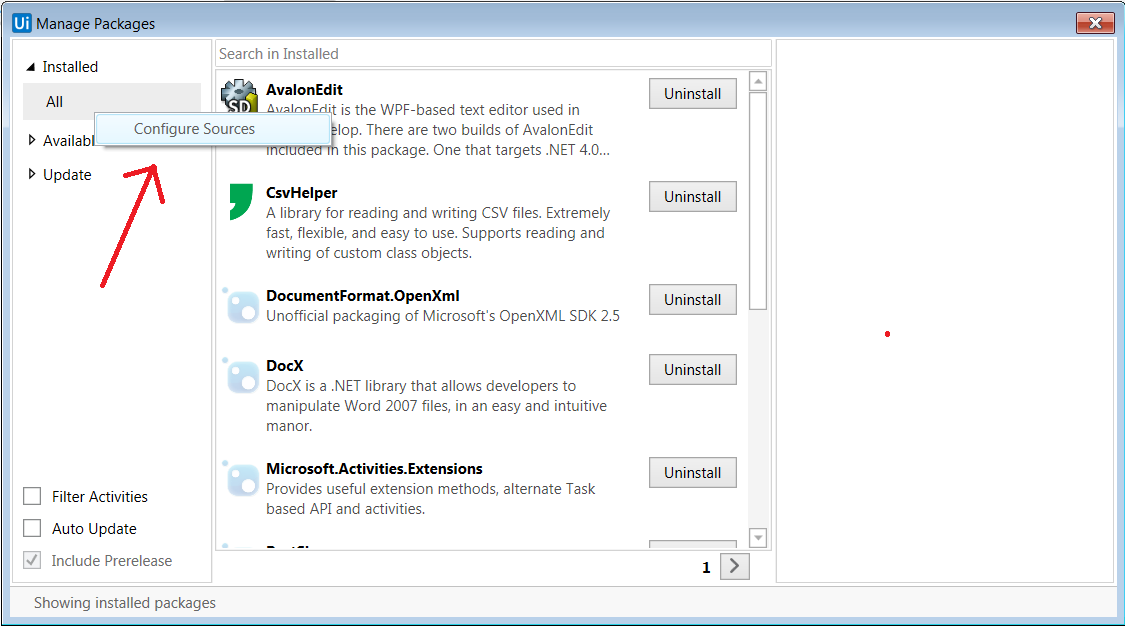 Ui Manage Packages
Installed
All
Configure Sources
Availabl
Update
Filter Activities
Auto Update
Include Prerelease
Search in Installed
SD
AvalonEdit
Uninstall
AvalonEdit is the WPF-based text editor used in
elop. There are two builds of AvalonEdit
included in this package. One that targets .NET 4.0...
CsvHelper
Uninstall
A library for reading and writing CSV files. Extremely
fast, flexible, and easy to use. Supports reading and
writing of custom class objects.
DocumentFormat.OpenXml
Uninstall
Unofficial packaging of Microsoft's OpenXML SDK 2.5
DocX
Uninstall
DocX is a .NET library that allows developers to
manipulate Word 2007 files, in an easy and intuitive
manor.
Microsoft.Activities.Extensions
Uninstall
Provides useful extension methods, alternate Task
based API and activities.
1
Showing installed packages